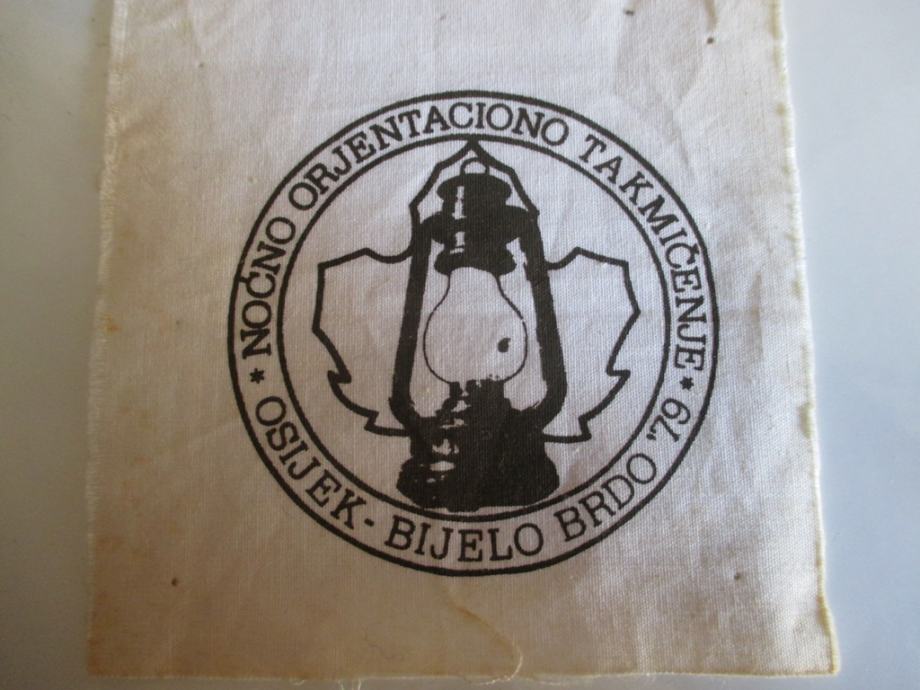 * NOĆNO ORJENTACIONO TAKMIČENJE *
OSIJEK - BIJELO BRDO '79